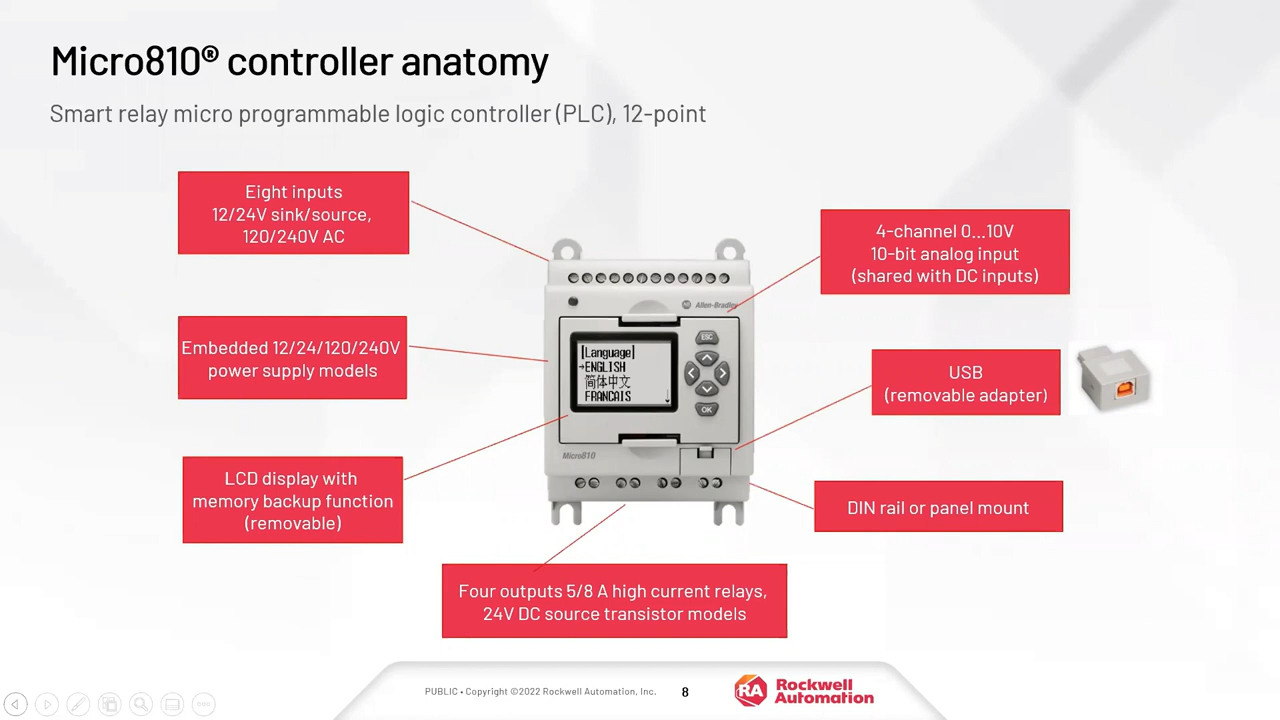 Micro810® controller anatomy
Smart relay micro programmable logic controller (PLC), 12-point
Eight inputs
12/24V sink/source,
120/240V AC
4-channel 0...10V
10-bit analog input
(shared with DC inputs)
Embedded 12/24/120/240V
power supply models
USB
(removable adapter)
LCD display with
memory backup function
(removable)
DIN rail or panel mount
Four outputs 5/8 A high current relays,
24V DC source transistor models
Allen-Bradley
[Language]
→ENGLISH
简体中文
FRANCAIS
ESC
OK
Micro810
PUBLIC • Copyright ©2022 Rockwell Automation, Inc.
8
RA
Rockwell
Automation